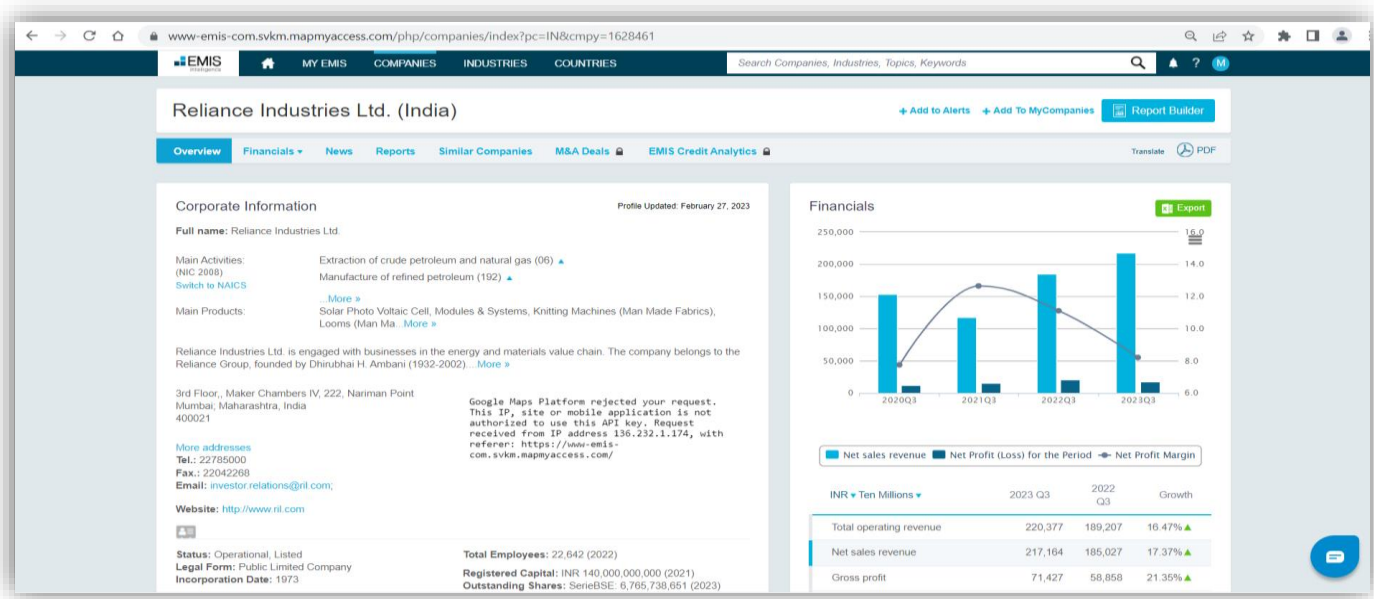 www-emis-com.svkm.mapmyaccess.com/php/companies/index?pc=IN&cmpy=1628461
EMIS MY EMIS COMPANIES INDUSTRIES COUNTRIES Search Companies, Industries, Topics, Keywords ? M
Reliance Industries Ltd. (India) + Add to Alerts + Add To MyCompanies Report Builder
Overview Financials News Reports Similar Companies M&A Deals EMIS Credit Analytics Translate PDF
Corporate Information Profile Updated: February 27, 2023
Full name: Reliance Industries Ltd.
Main Activities: Extraction of crude petroleum and natural gas (06)
(NIC 2008) Manufacture of refined petroleum (192)
Switch to NAICS
...More »
Main Products: Solar Photo Voltaic Cell, Modules & Systems, Knitting Machines (Man Made Fabrics),
Looms (Man Ma...More »
Reliance Industries Ltd. is engaged with businesses in the energy and materials value chain. The company belongs to the
Reliance Group, founded by Dhirubhai H. Ambani (1932-2002)....More »
3rd Floor,, Maker Chambers IV, 222, Nariman Point
Mumbai; Maharashtra, India
400021
Google Maps Platform rejected your request.
This IP, site or mobile application is not
authorized to use this API key. Request
received from IP address 136.232.1.174, with
referer: https://www-emis-
com.svkm.mapmyaccess.com/
More addresses
Tel.: 22785000
Fax.: 22042268
Email: investor.relations@ril.com;
Website: http://www.ril.com
Status: Operational, Listed
Legal Form: Public Limited Company
Incorporation Date: 1973
Total Employees: 22,642 (2022)
Registered Capital: INR 140,000,000,000 (2021)
Outstanding Shares: SerieBSE: 6,765,738,651 (2023)
Financials Export
250,000 16.0
200,000 14.0
150,000 12.0
100,000 10.0
50,000 8.0
0 6.0
2020Q3 2021Q3 2022Q3 2023Q3
Net sales revenue Net Profit (Loss) for the Period Net Profit Margin
INR Ten Millions 2023 Q3 2022 Q3 Growth
Total operating revenue 220,377 189,207 16.47%
Net sales revenue 217,164 185,027 17.37%
Gross profit 71,427 58,858 21.35%